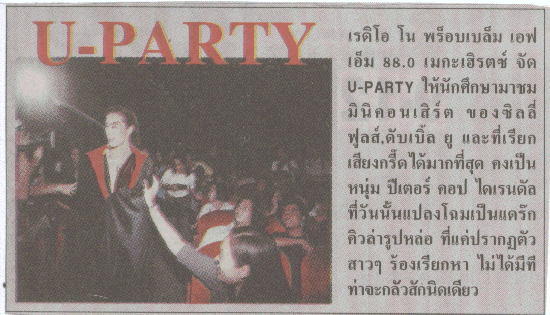 U-PARTY
เรดิโอ โน พร็อบเบล็ม เอฟ
เอ็ม 88.0 เมกะเฮิรตซ์ จัด
U-PARTY ให้นักศึกษามาชม
มินิคอนเสิร์ต ของซิลลี่
ฟูลส์,ดับเบิ้ล ยู และที่เรียก
เสียงกรี๊ดได้มากที่สุด คงเป็น
หนุ่ม ปีเตอร์ คอป ไดเรนดัล
ที่วันนั้นแปลงโฉมเป็นแดร๊ก
คิวล่ารูปหล่อ ที่แค่ปรากฏตัว
สาวๆ ร้องเรียกหา ไม่ได้มีที
ท่าจะกลัวสักนิดเดียว